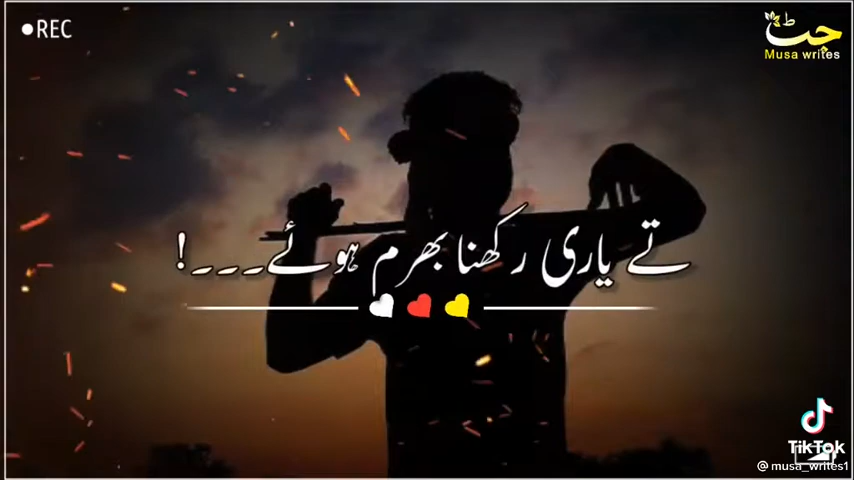 REC
جٹ
Musa writes
تے یاری رکھنا بھرم ہوئے۔۔۔!
TikTok
@musa_writes1